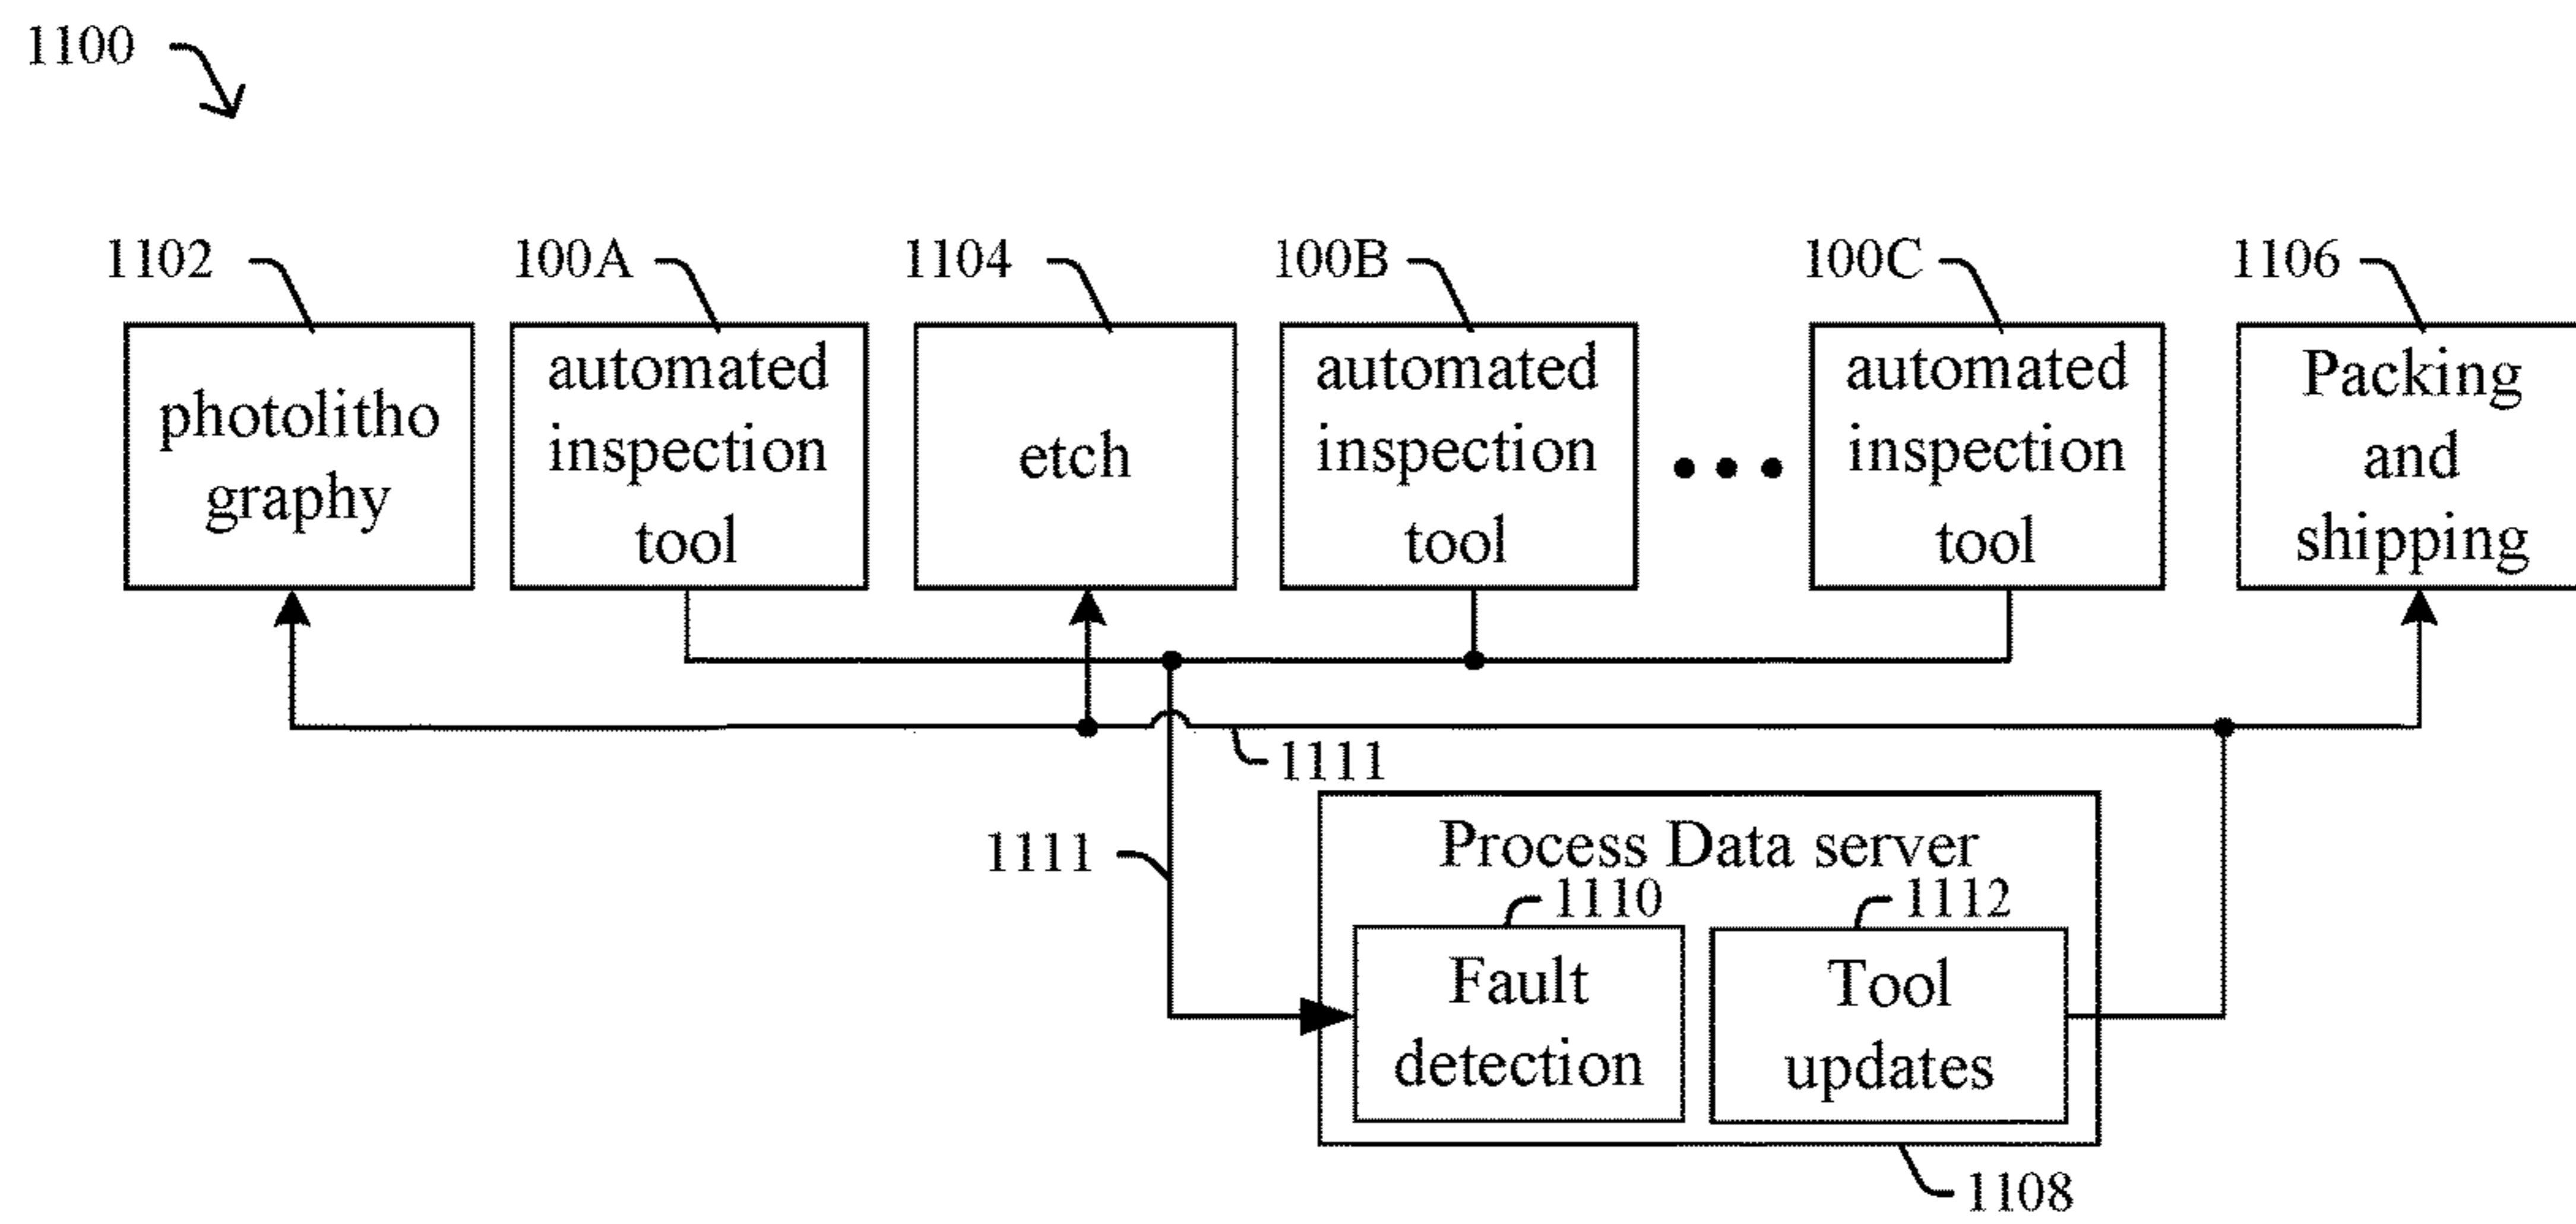 1100
1102
100A
1104
100B
100C
1106
photolitho
graphy
automated
inspection
tool
etch
automated
inspection
tool
automated
inspection
tool
Packing
and
shipping
1111
1111
Process Data server
1110
1112
Fault
detection
Tool
updates
1108